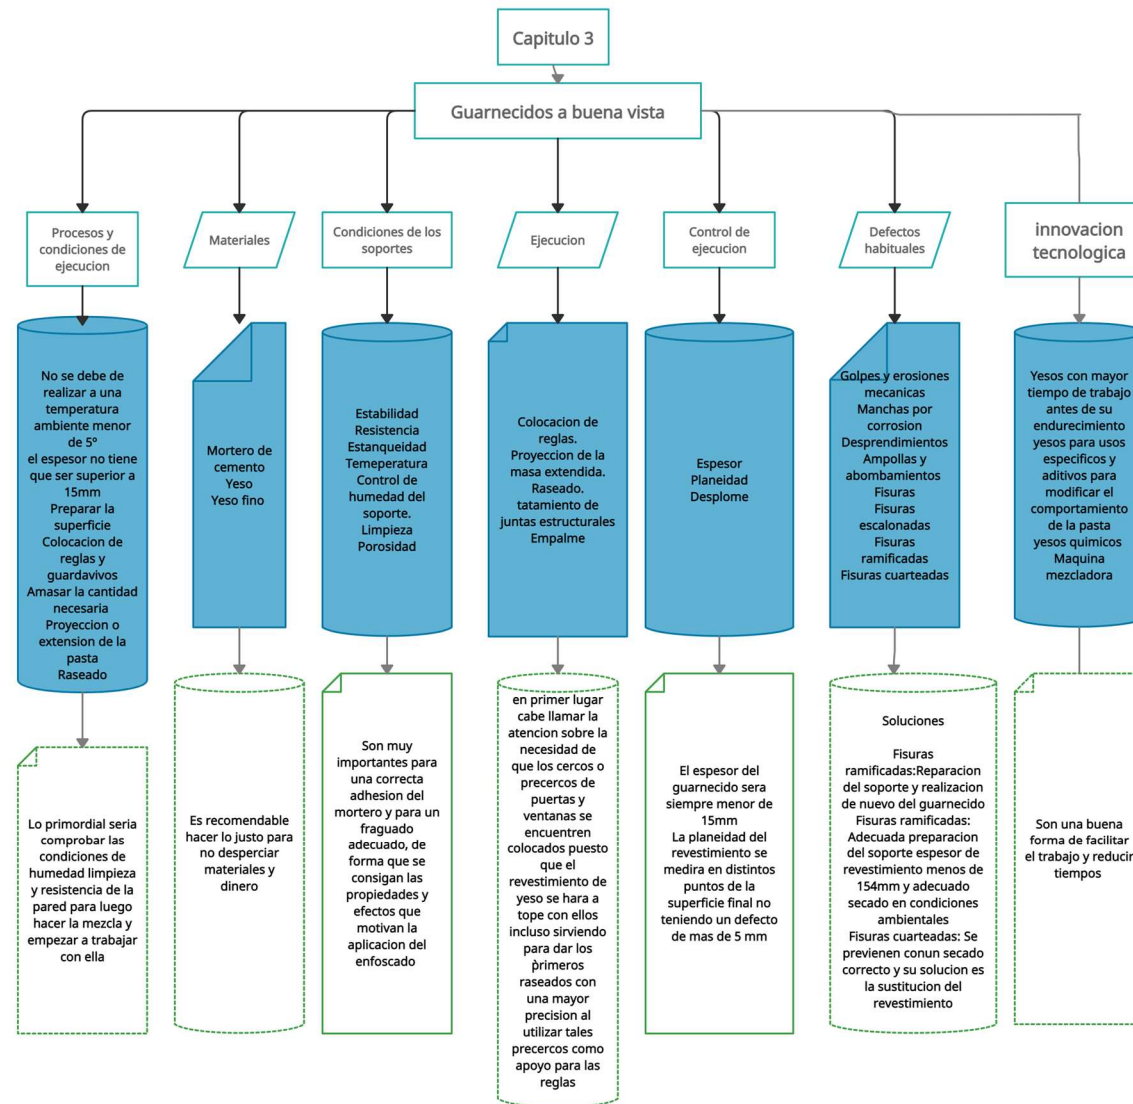 Capitulo 3
Guarnecidos a buena vista
Procesos y
condiciones de
ejecucion
Materiales
Condiciones de los
soportes
Ejecucion
Control de
ejecucion
Defectos
habituales
innovacion
tecnologica
No se debe de
realizar a una
temperatura
ambiente menor
de 5º
el espesor no tiene
que ser superior a
15mm
Preparar la
superficie
Colocacion de
reglas y
guardavivos
Amasar la cantidad
necesaria
Proyeccion o
extension de la
pasta
Raseado
Mortero de
cemento
Yeso
Yeso fino
Estabilidad
Resistencia
Estanqueidad
Temeperatura
Control de
humedad del
soporte.
Limpieza
Porosidad
Colocacion de
reglas.
Proyeccion de la
masa extendida.
Raseado.
tatamiento de
juntas estructurales
Empalme
Espesor
Planeidad
Desplome
Golpes y erosiones
mecanicas
Manchas por
corrosion
Desprendimientos
Ampollas y
abombamientos
Fisuras
Fisuras
escalonadas
Fisuras
ramificadas
Fisuras cuarteadas
Yesos con mayor
tiempo de trabajo
antes de su
endurecimiento
yesos para usos
especificos y
aditivos para
modificar el
comportamiento
de la pasta
yesos quimicos
Maquina
mezcladora
Lo primordial seria
comprobar las
condiciones de
humedad limpieza
y resistencia de la
pared para luego
hacer la mezcla y
empezar a trabajar
con ella
Es recomendable
hacer lo justo para
no desperciar
materiales y
dinero
Son muy
importantes para
una correcta
adhesion del
mortero y para un
fraguado
adecuado, de
forma que se
consigan las
propiedades y
efectos que
motivan la
aplicacion del
enfoscado
en primer lugar
cabe llamar la
atencion sobre la
necesidad de
que los cercos o
precercos de
puertas y
ventanas se
encuentren
colocados puesto
que el
revestimiento de
yeso se hara a
tope con ellos
incluso sirviendo
para dar los
p̀rimeros
raseados con
una mayor
precision al
utilizar tales
precercos como
apoyo para las
reglas
El espesor del
guarnecido sera
siempre menor de
15mm
La planeidad del
revestimiento se
medira en distintos
puntos de la
superficie final no
teniendo un defecto
de mas de 5 mm
Soluciones
Fisuras
ramificadas:Reparacion
del soporte y realizacion
de nuevo del guarnecido
Fisuras ramificadas:
Adecuada preparacion
del soporte espesor de
revestimiento menos de
154mm y adecuado
secado en condiciones
ambientales
Fisuras cuarteadas: Se
previenen conun secado
correcto y su solucion es
la sustitucion del
revestimiento
Son una buena
forma de facilitar
el trabajo y reducir
tiempos